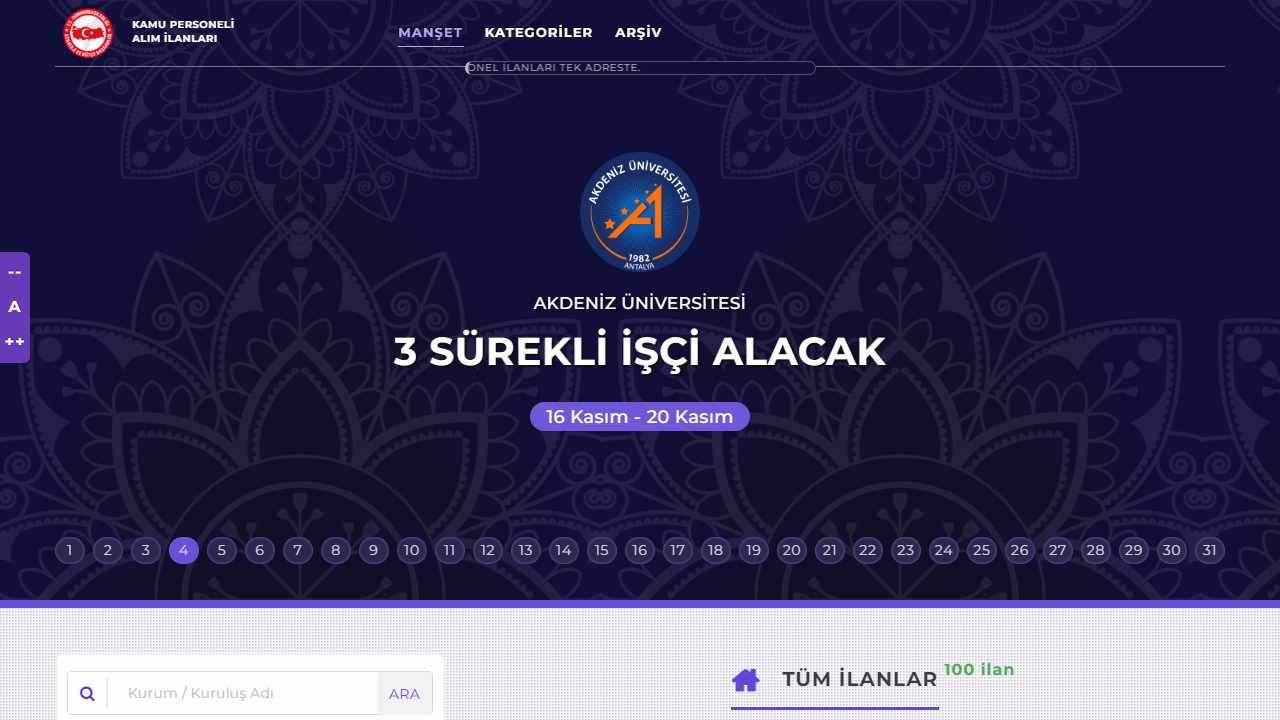 KAMU PERSONELİ
ALIM İLANLARI
MANŞET KATEGORİLER ARŞİV
ONEL İLANLARI TEK ADRESTE.
AKDENİZ ÜNİVERSİTESİ
1982
ANTALYA
AKDENİZ ÜNİVERSİTESİ
3 SÜREKLİ İŞÇİ ALACAK
16 Kasım - 20 Kasım
--
A
++
1 2 3 4 5 6 7 8 9 10 11 12 13 14 15 16 17 18 19 20 21 22 23 24 25 26 27 28 29 30 31
Kurum / Kuruluş Adı ARA
TÜM İLANLAR 100 ilan